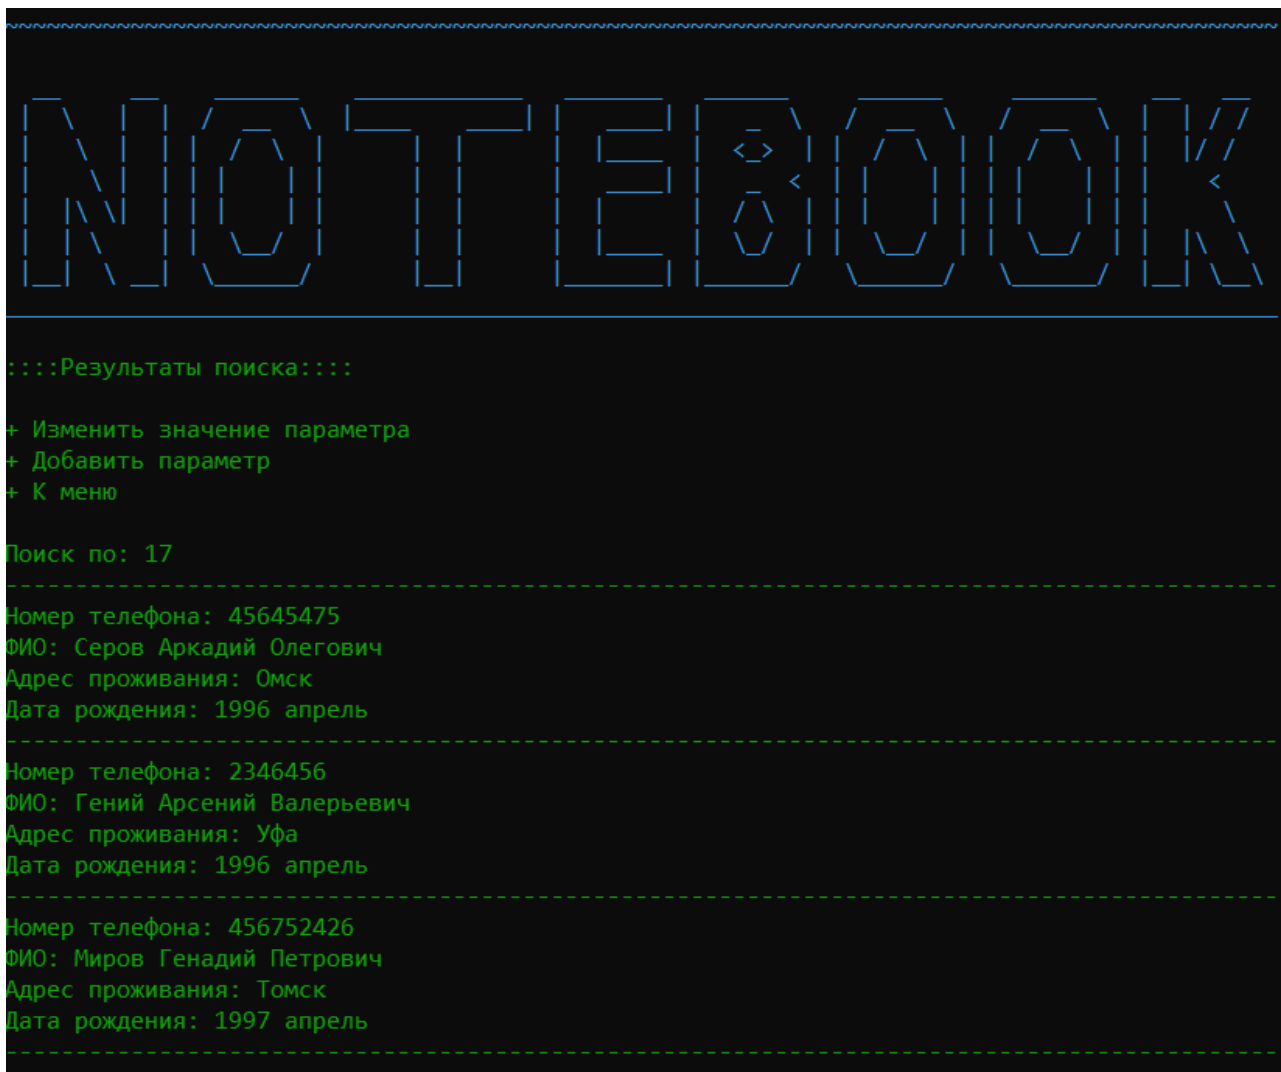 NOTEBOOK
::::Результаты поиска::::
+ Изменить значение параметра
+ Добавить параметр
+ К меню
Поиск по: 17
Номер телефона: 45645475
ФИО: Серов Аркадий Олегович
Адрес проживания: Омск
Дата рождения: 1996 апрель
Номер телефона: 2346456
ФИО: Гений Арсений Валерьевич
Адрес проживания: Уфа
Дата рождения: 1996 апрель
Номер телефона: 456752426
ФИО: Миров Генадий Петрович
Адрес проживания: Томск
Дата рождения: 1997 апрель